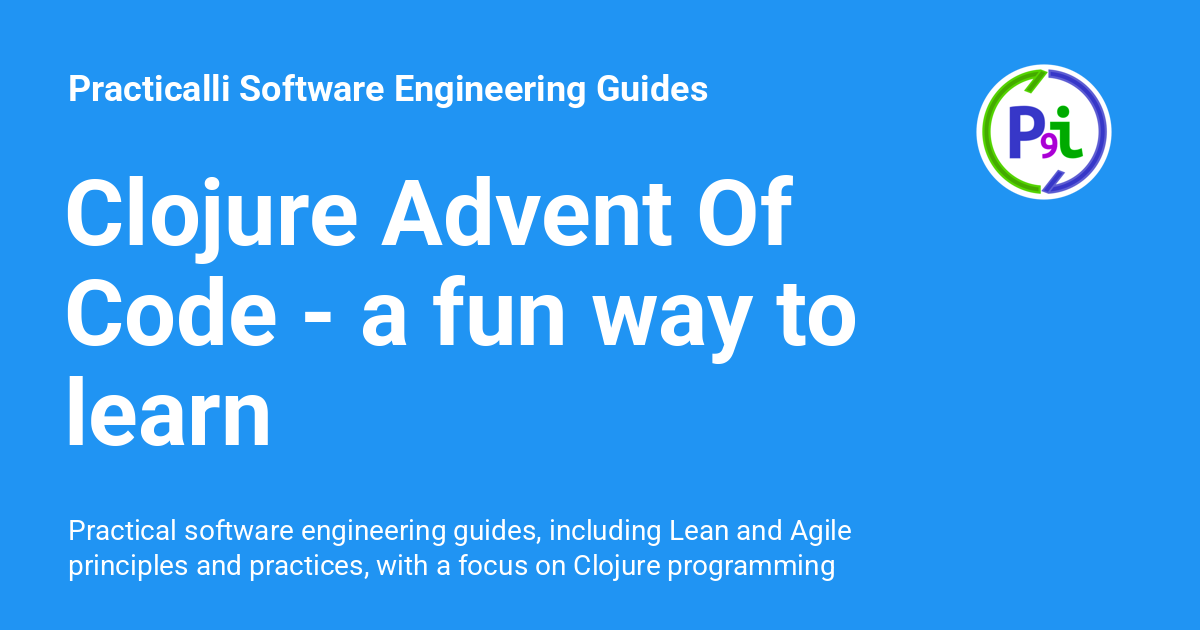 Practicalli Software Engineering Guides
P9i
Clojure Advent Of
Code - a fun way to
learn
Practical software engineering guides, including Lean and Agile
principles and practices, with a focus on Clojure programming